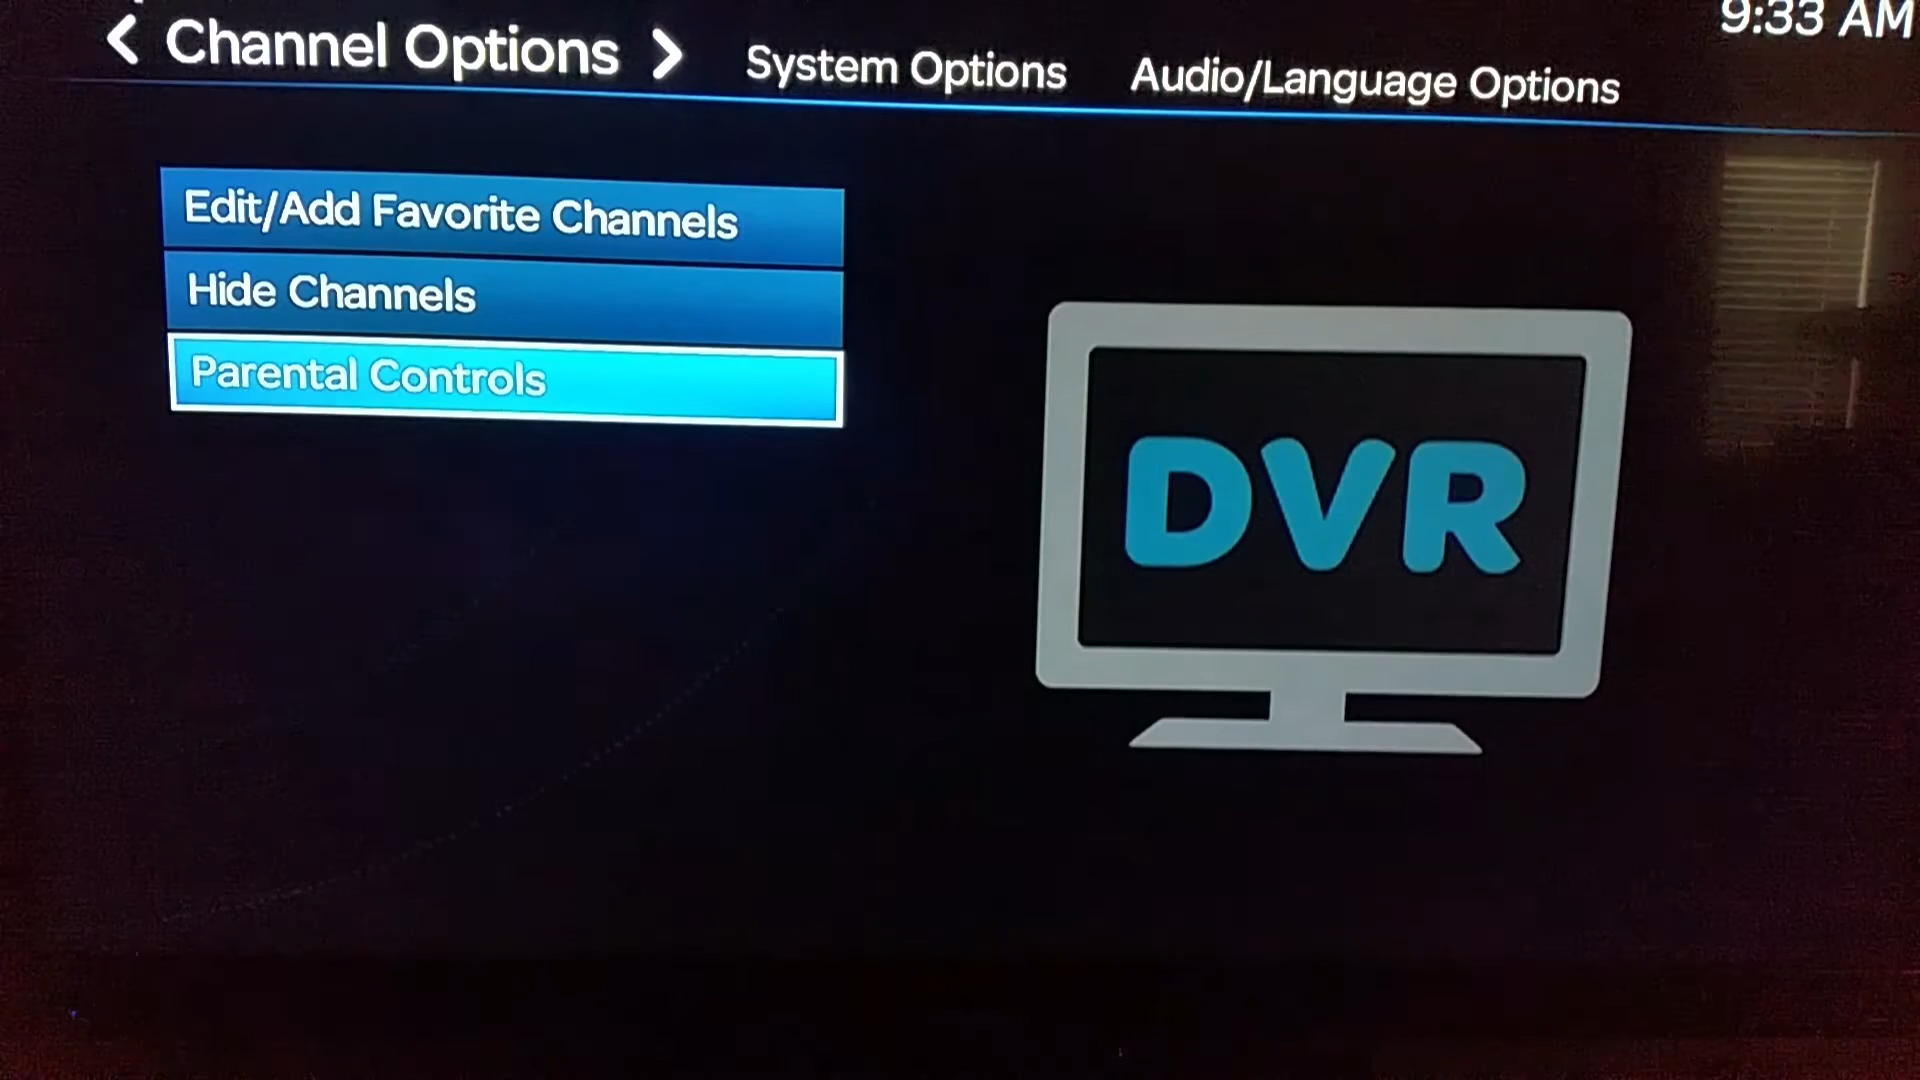 9:33 AM
Channel Options
System Options
Audio/Language Options
Edit/Add Favorite Channels
Hide Channels
Parental Controls
DVR